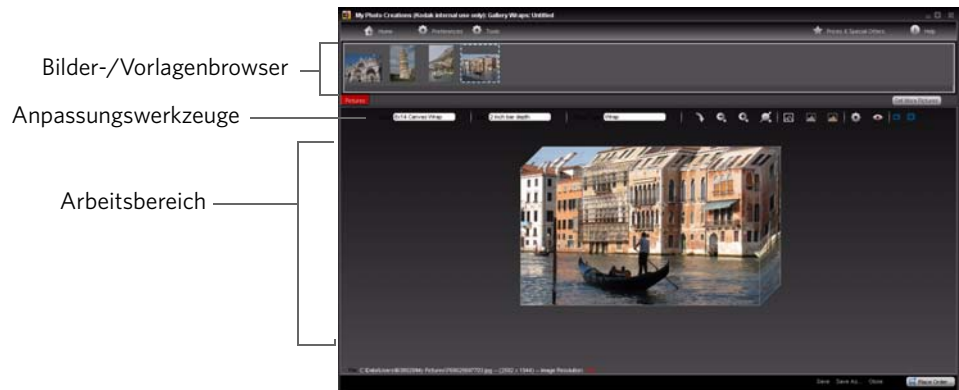 My Photo Creations (Kodak internal use only): Gallery Wraps: Untitled
Home Preferences Tools Prices & Special Offers Help
Bilder-/Vorlagenbrowser
Pictures Get More Pictures
Anpassungswerkzeuge
8x14 Canvas Wrap 2 inch bar depth Wrap
Arbeitsbereich
Image Resolution
Save Save As... Close Place Order...